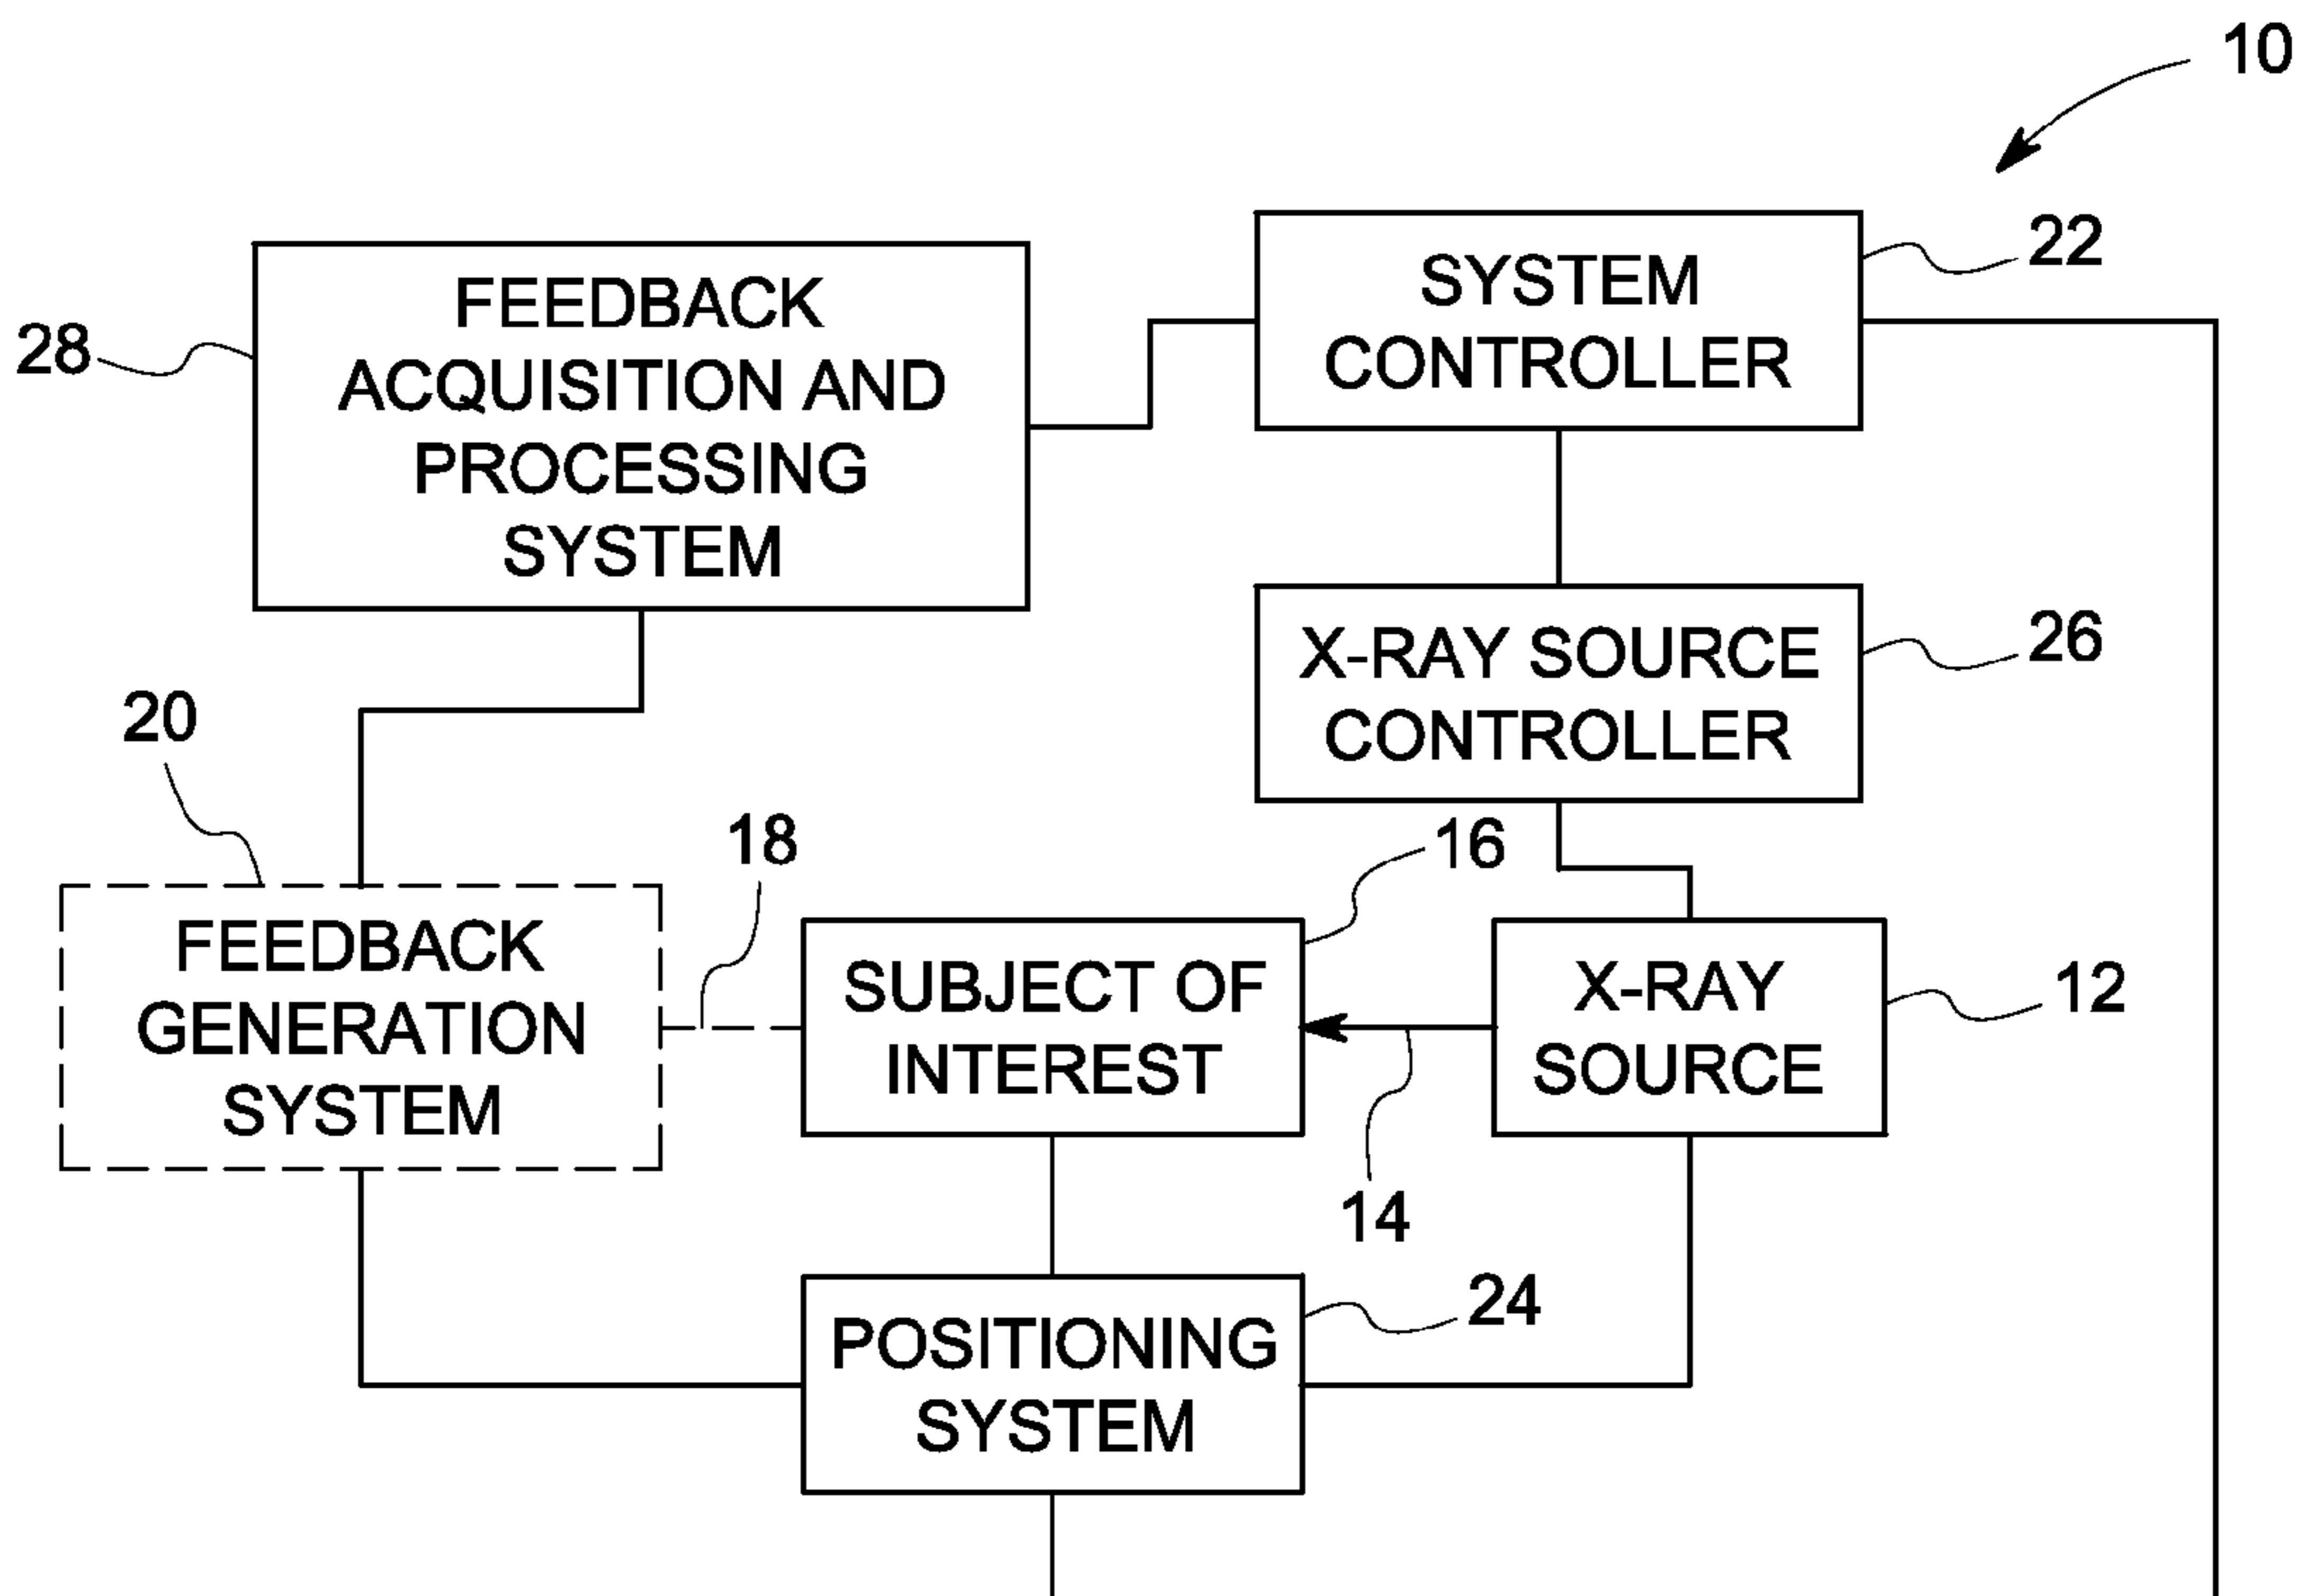 10
28
FEEDBACK
ACQUISITION AND
PROCESSING
SYSTEM
SYSTEM
CONTROLLER
22
X-RAY SOURCE
CONTROLLER
26
20
FEEDBACK
GENERATION
SYSTEM
18
SUBJECT OF
INTEREST
16
X-RAY
SOURCE
12
14
POSITIONING
SYSTEM
24